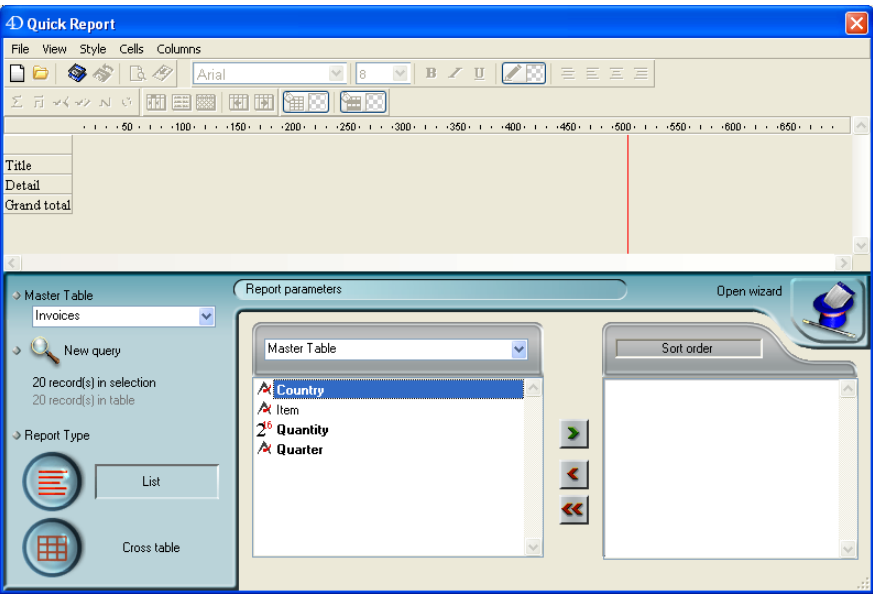 4D Quick Report
File View Style Cells Columns
Arial 8 B I U
50 100 150 200 250 300 350 400 450 500 550 600 650
Title
Detail
Grand total
Master Table
Invoices
New query
20 record(s) in selection
20 record(s) in table
Report Type
List
Cross table
Report parameters
Open wizard
Master Table
Country
Item
2^16 Quantity
Quarter
Sort order